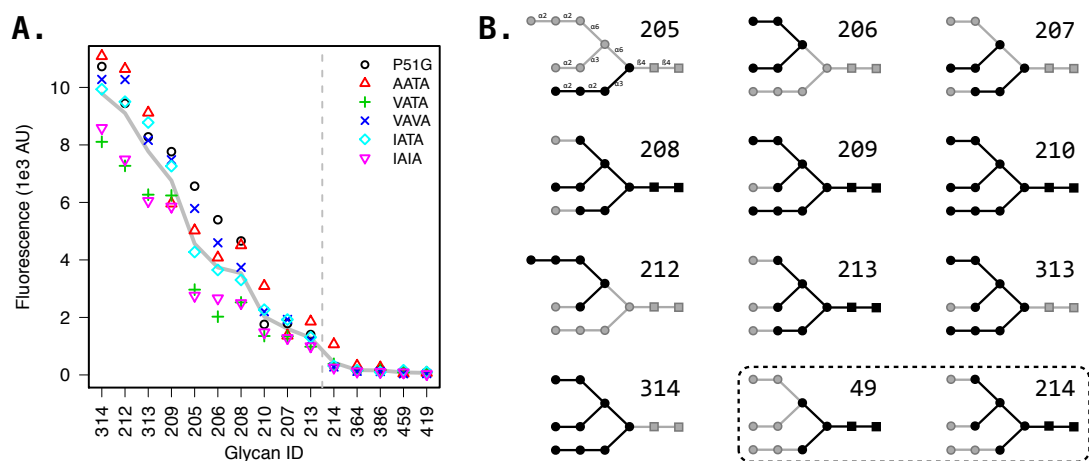 A.
B.
Fluorescence (1e3 AU)
10
8
6
4
2
0
P51G
AATA
VATA
VAVA
IATA
IAIA
314 212 313 209 205 206 208 210 207 213 214 364 386 459 419
Glycan ID
205
α2 α2
α6
α6
α2 α3
ß4 ß4
α2 α2 α3
206
207
208
209
210
212
213
313
314
49
214